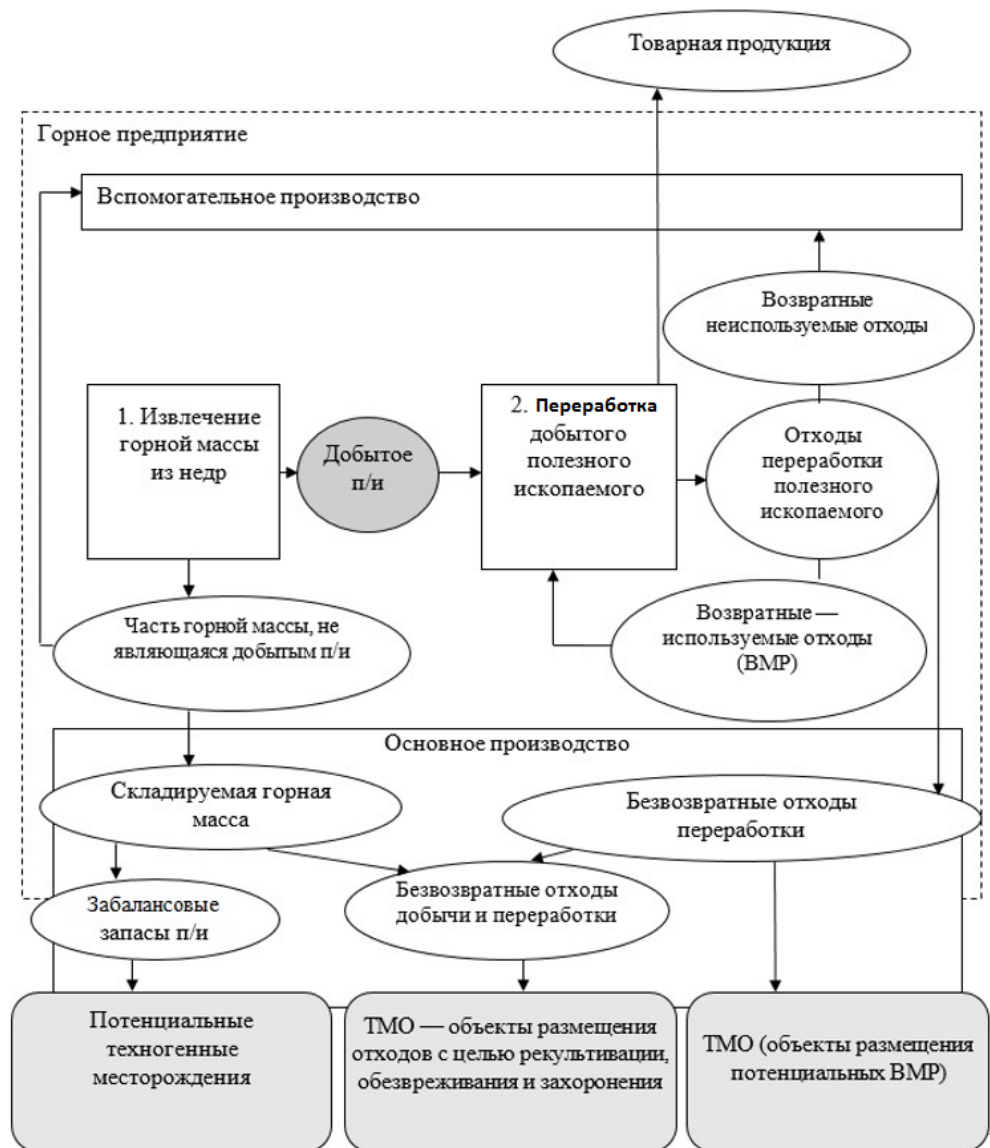 Товарная продукция
Горное предприятие
Вспомогательное производство
Возвратные
неиспользуемые отходы
1. Извлечение
горной массы
из недр
Добытое
п/и
2. Переработка
добытого
полезного
ископаемого
Отходы
переработки
полезного
ископаемого
Часть горной массы, не
являющаяся добытым п/и
Возвратные —
используемые отходы
(ВМР)
Основное производство
Складируемая горная
масса
Безвозвратные отходы
переработки
Забалансовые
запасы п/и
Безвозвратные отходы
добычи и переработки
Потенциальные
техногенные
месторождения
ТМО — объекты размещения
отходов с целью рекультивации,
обезвреживания и захоронения
ТМО (объекты размещения
потенциальных ВМР)